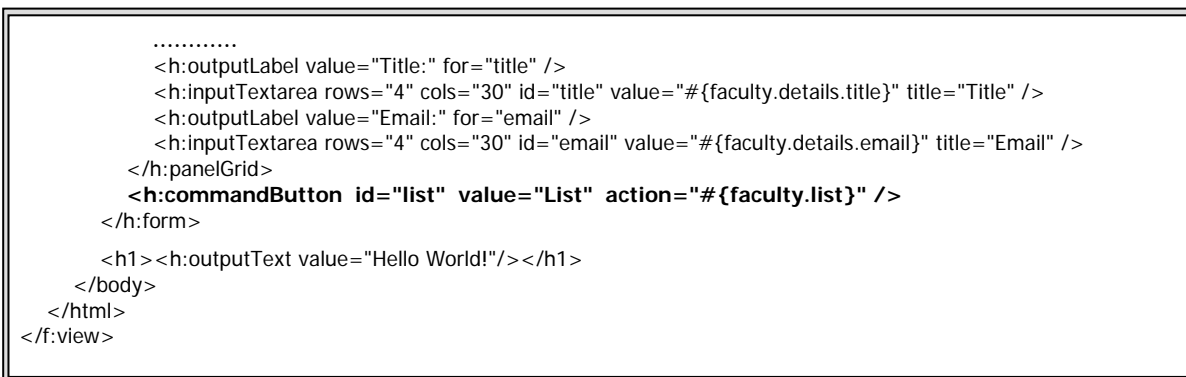 ............
<h:outputLabel value="Title:" for="title" />
<h:inputTextarea rows="4" cols="30" id="title" value="#{faculty.details.title}" title="Title" />
<h:outputLabel value="Email:" for="email" />
<h:inputTextarea rows="4" cols="30" id="email" value="#{faculty.details.email}" title="Email" />
</h:panelGrid>
<h:commandButton id="list" value="List" action="#{faculty.list}" />
</h:form>
<h1><h:outputText value="Hello World!"/></h1>
</body>
</html>
</f:view>